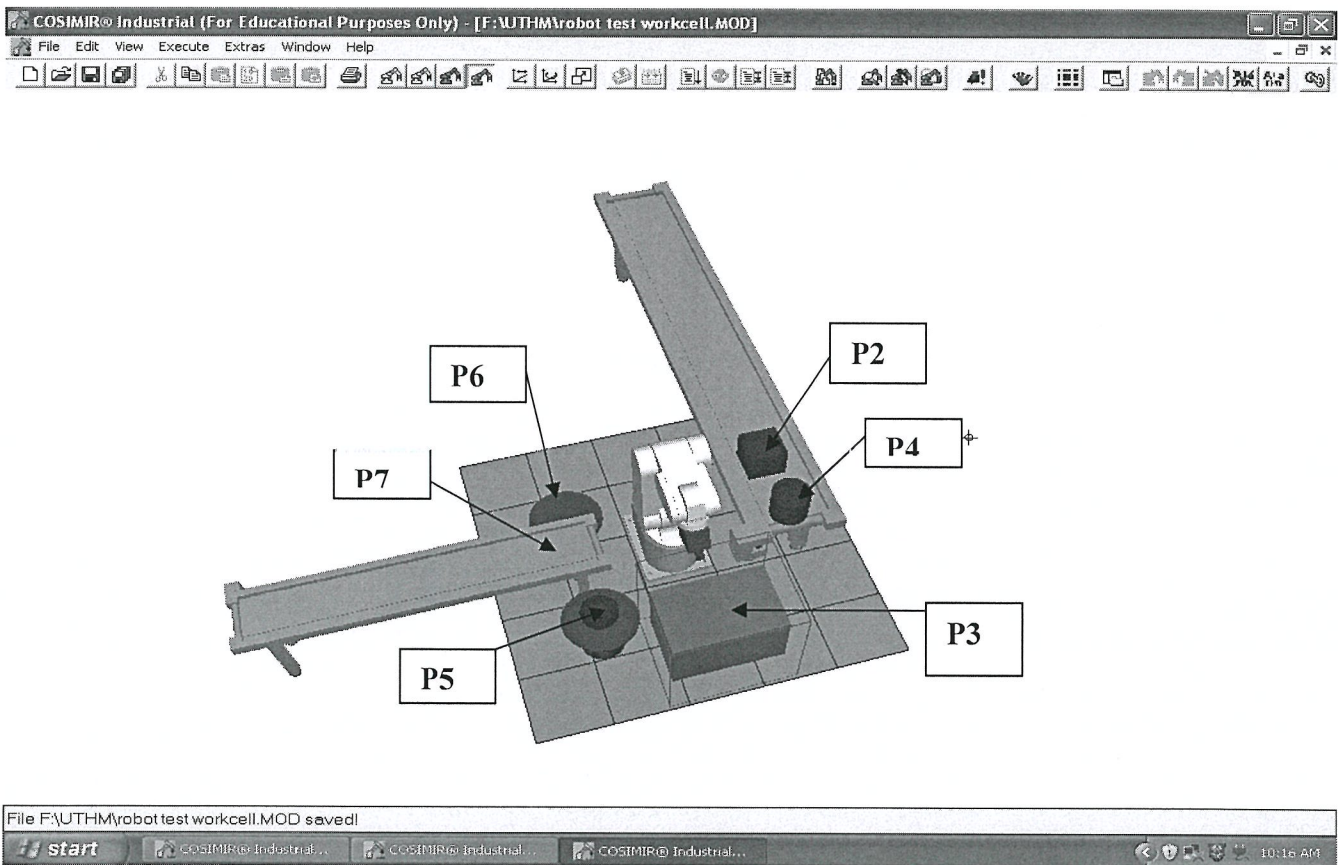 COSIMIR® Industrial (For Educational Purposes Only) - [F:\UTHM\robot test workcell.MOD]
File Edit View Execute Extras Window Help
P2
P6
P4
P7
P3
P5
File F:\UTHM\robot test workcell.MOD saved!
start COSIMIR® Industrial... COSIMIR® Industrial... COSIMIR® Industrial... 10:16 AM